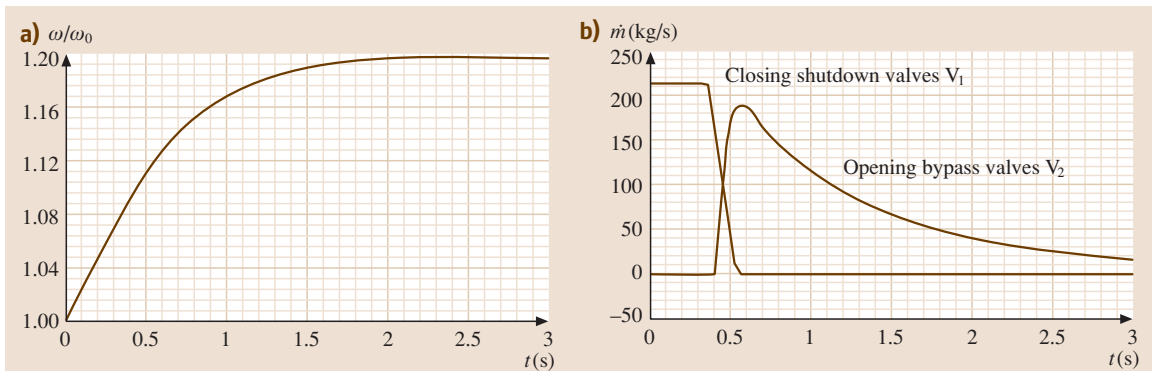 a) ω/ω₀
1.20
1.16
1.12
1.08
1.04
1.00
0 0.5 1 1.5 2 2.5 3
t(s)
b) ṁ(kg/s)
250
200
150
100
50
0
–50
Closing shutdown valves V₁
Opening bypass valves V₂
0 0.5 1 1.5 2 2.5 3
t(s)